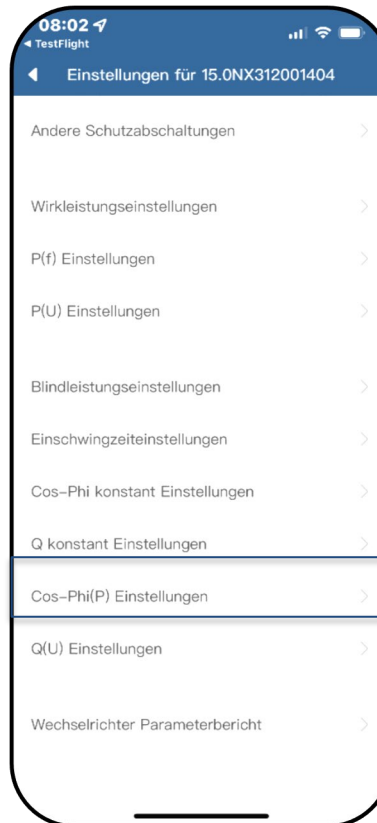 08:02
TestFlight
Einstellungen für 15.0NX312001404
Andere Schutzabschaltungen
Wirkleistungseinstellungen
P(f) Einstellungen
P(U) Einstellungen
Blindleistungseinstellungen
Einschwingzeiteinstellungen
Cos-Phi konstant Einstellungen
Q konstant Einstellungen
Cos-Phi(P) Einstellungen
Q(U) Einstellungen
Wechselrichter Parameterbericht